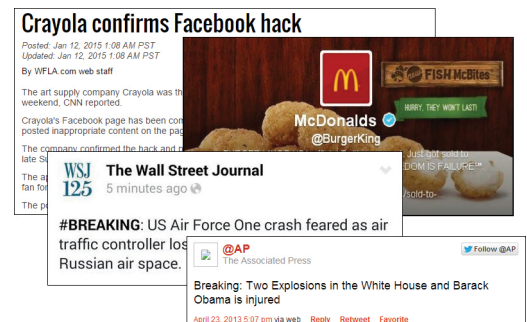 Crayola confirms Facebook hack
Posted: Jan 12, 2015 1:08 AM PST
Updated: Jan 12, 2015 1:08 AM PST
By WFLA.com web staff
The art supply company Crayola was th
weekend, CNN reported.
Crayola's Facebook page has been com
posted inappropriate content on the pag
The company confirmed the hack and
late Su
The ap
fan for
The po
FISH McBites
HURRY, THEY WON'T LAST!
McDonalds
@BurgerKing
Just got sold to
EDOM IS FAILURE"
/sold-to-
WSJ
125
The Wall Street Journal
5 minutes ago
#BREAKING: US Air Force One crash feared as air
traffic controller los
Russian air space.
@AP
The Associated Press
Follow @AP
Breaking: Two Explosions in the White House and Barack
Obama is injured
April 23, 2013 5:07 pm via web Reply Retweet Favorite